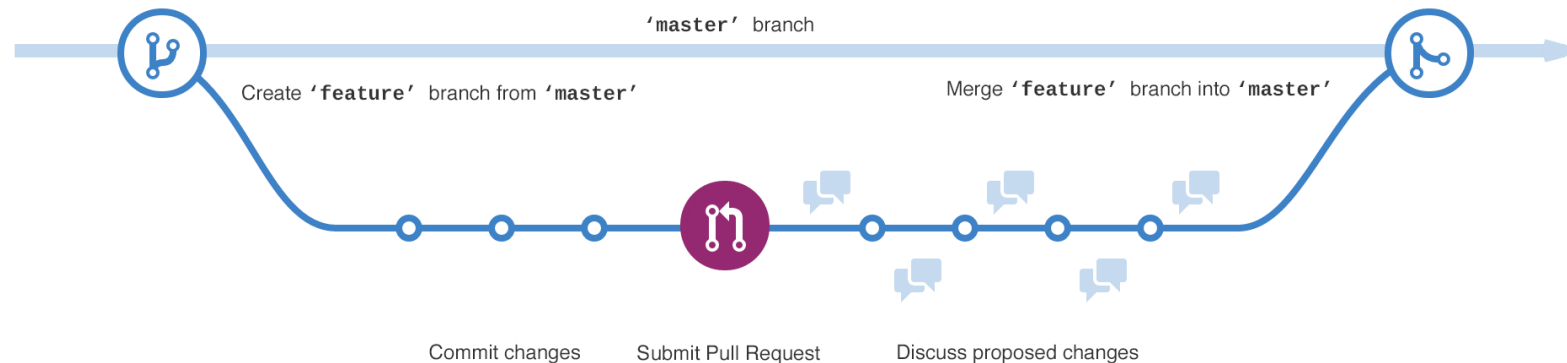 ‘master’ branch
Create ‘feature’ branch from ‘master’
Merge ‘feature’ branch into ‘master’
Commit changes
Submit Pull Request
Discuss proposed changes